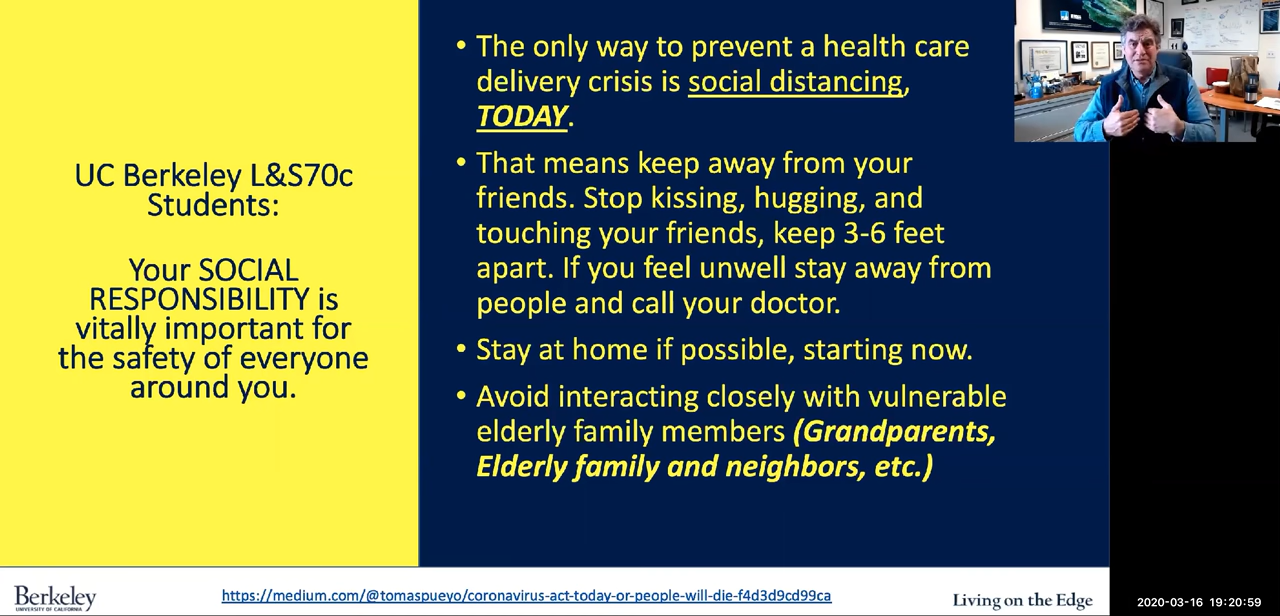 UC Berkeley L&S70c
Students:
Your SOCIAL
RESPONSIBILITY is
vitally important for
the safety of everyone
around you.
• The only way to prevent a health care
delivery crisis is social distancing,
TODAY.
• That means keep away from your
friends. Stop kissing, hugging, and
touching your friends, keep 3-6 feet
apart. If you feel unwell stay away from
people and call your doctor.
• Stay at home if possible, starting now.
• Avoid interacting closely with vulnerable
elderly family members (Grandparents,
Elderly family and neighbors, etc.)
Berkeley
UNIVERSITY OF CALIFORNIA
https://medium.com/@tomaspueyo/coronavirus-act-today-or-people-will-die-f4d3d9cd99ca
Living on the Edge
2020-03-16 19:20:59